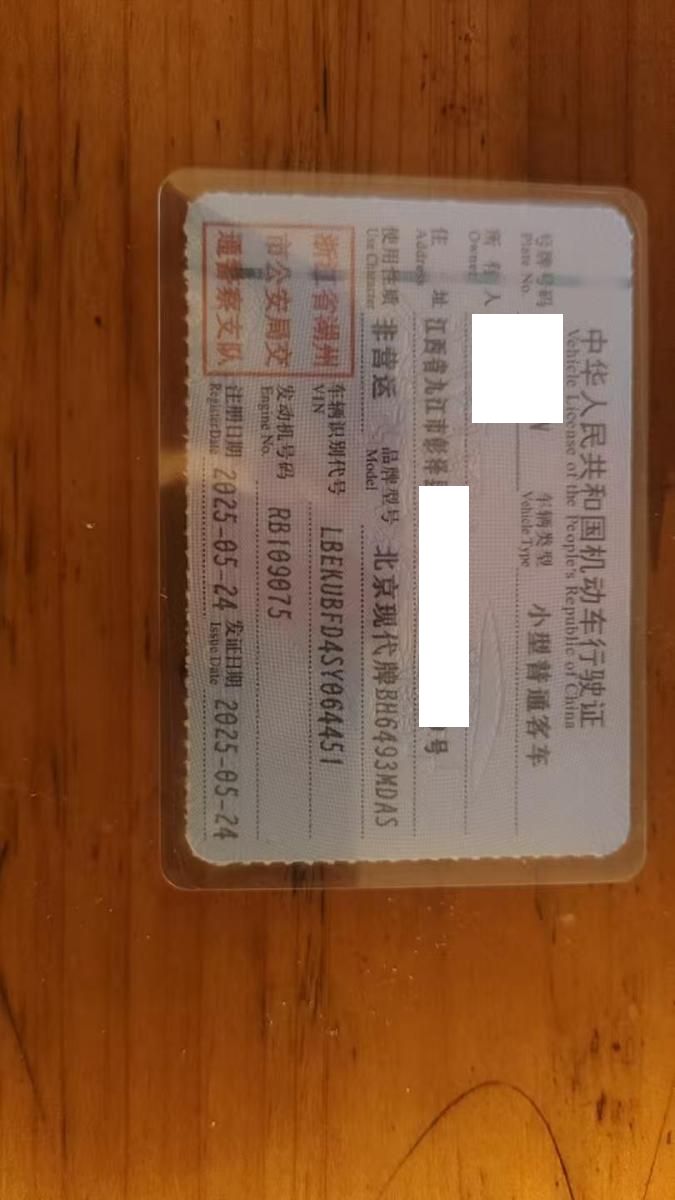 中华人民共和国机动车行驶证
Vehicle License of the People's Republic of China
号牌号码
Plate No.
车辆类型 小型普通客车
Vehicle Type
所有人
Owner
住址 江西省九江市彭泽 号
Address
使用性质 非营运 品牌型号 北京现代牌BH6493MDAS
Use Character Model
浙江省湖州
市公安局交
通警察支队
车辆识别代号 LBEKUBFD4SY064451
VIN
发动机号码 RB109075
Engine No.
注册日期 2025-05-24 发证日期 2025-05-24
Register Date Issue Date